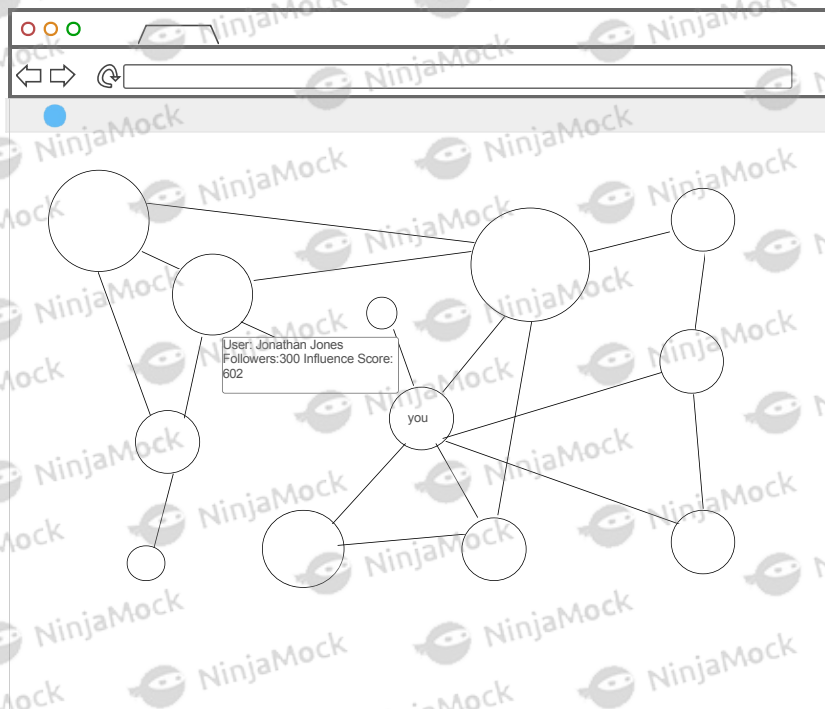 User: Jonathan Jones
Followers:300 Influence Score:
602
you
NinjaMock